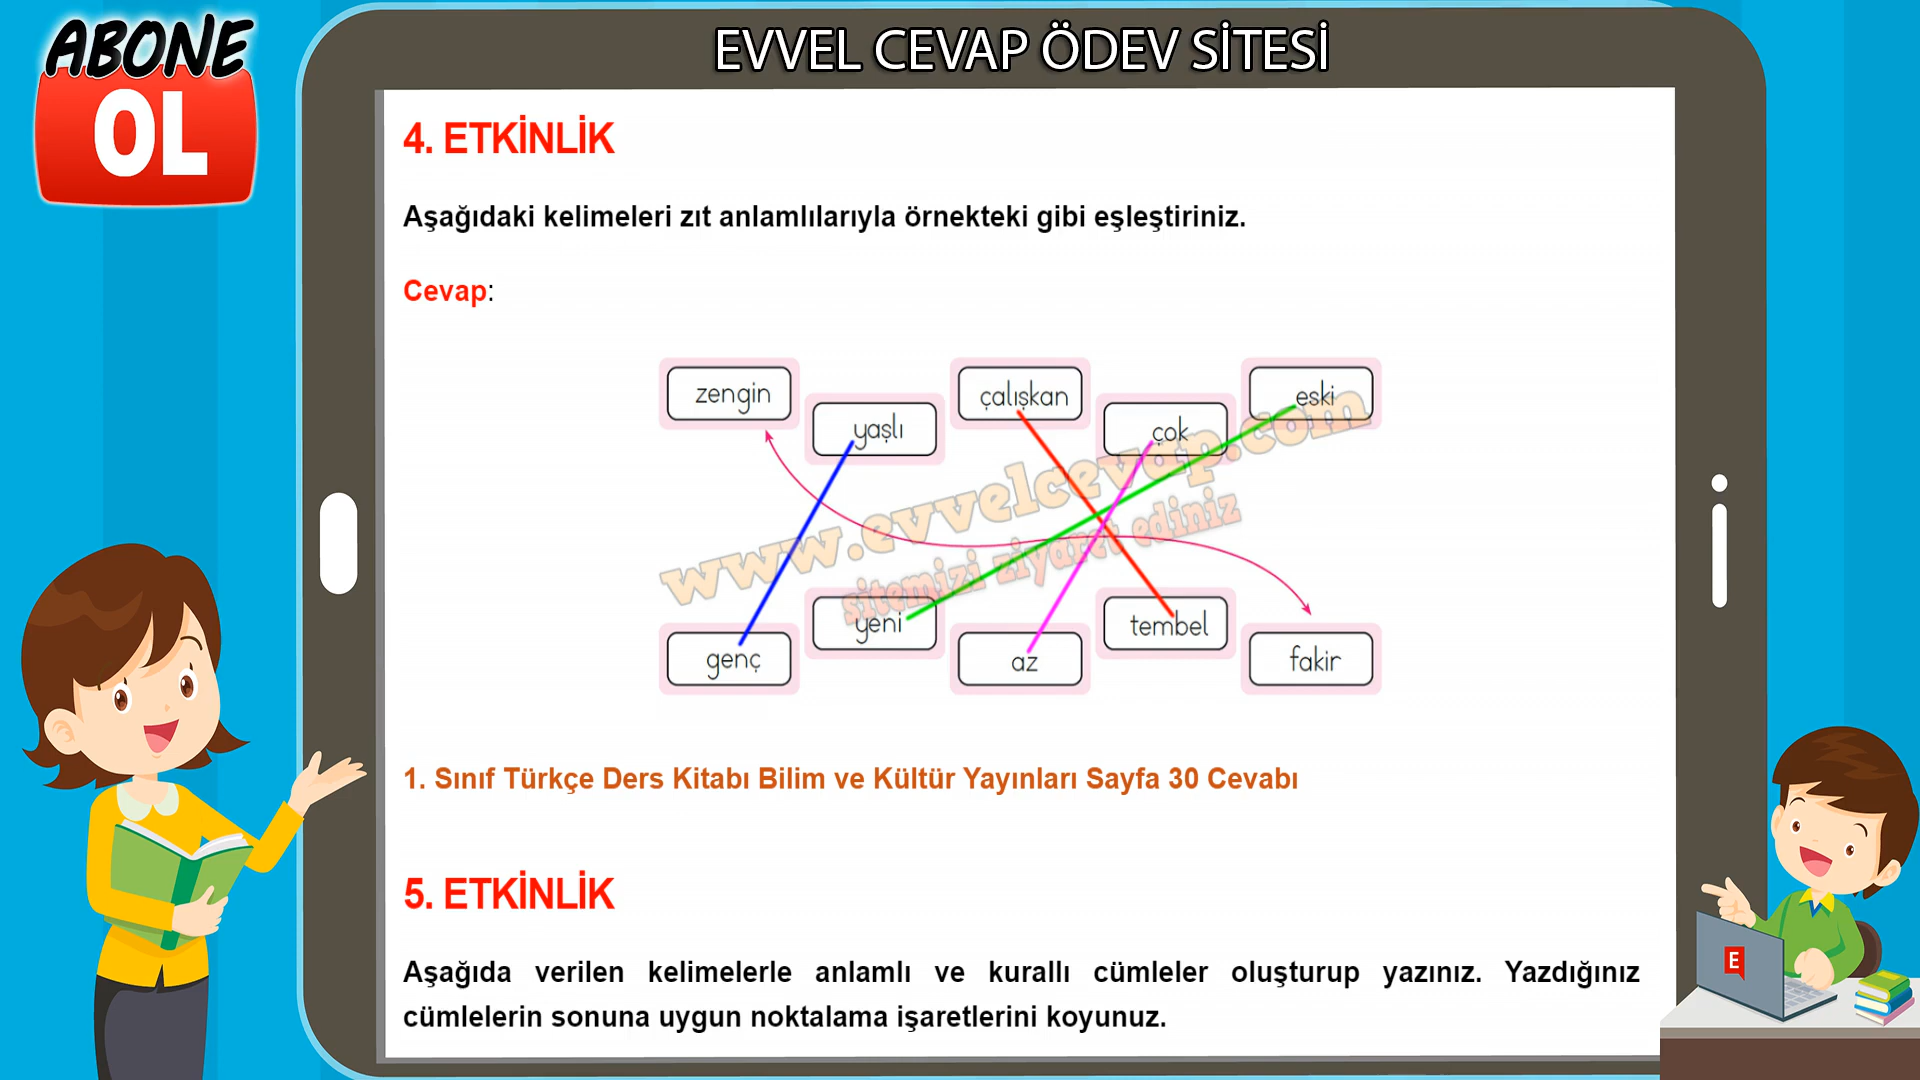 ABONE
OL
EVVEL CEVAP ÖDEV SİTESİ
4. ETKİNLİK
Aşağıdaki kelimeleri zıt anlamlılarıyla örnekteki gibi eşleştiriniz.
Cevap:
zengin
yaşlı
çalışkan
çok
eski
www.evvelcevap.com
sitemizi ziyaret ediniz
genç
yeni
az
tembel
fakir
1. Sınıf Türkçe Ders Kitabı Bilim ve Kültür Yayınları Sayfa 30 Cevabı
5. ETKİNLİK
Aşağıda verilen kelimelerle anlamlı ve kurallı cümleler oluşturup yazınız. Yazdığınız
cümlelerin sonuna uygun noktalama işaretlerini koyunuz.
E